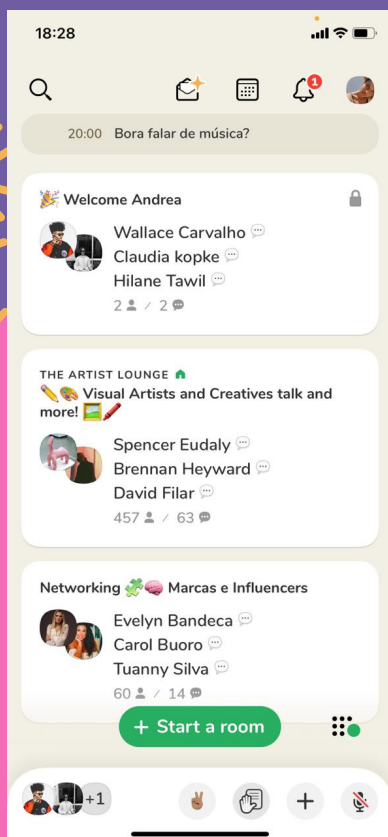 18:28
1
20:00 Bora falar de música?
🎉 Welcome Andrea
Wallace Carvalho
Claudia kopke
Hilane Tawil
2 / 2
THE ARTIST LOUNGE
✏️🎨 Visual Artists and Creatives talk and
more! 🖼️🖍️
Spencer Eudaly
Brennan Heyward
David Filar
457 / 63
Networking 🧩🧠 Marcas e Influencers
Evelyn Bandeca
Carol Buoro
Tuanny Silva
60 / 14
+ Start a room
+1